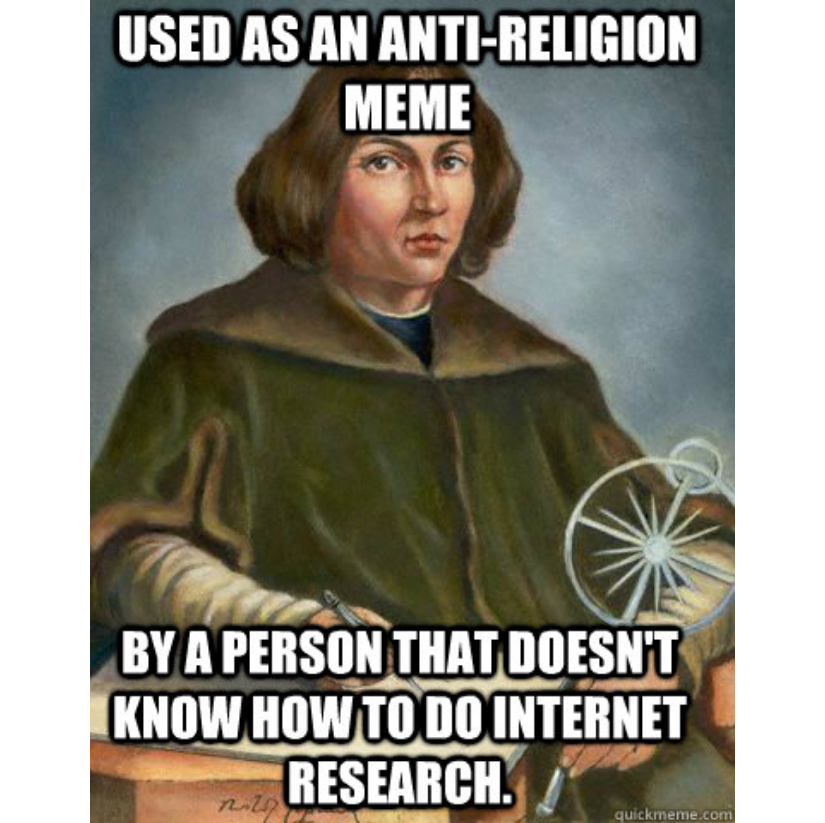 USED AS AN ANTI-RELIGION
MEME
BY A PERSON THAT DOESN'T
KNOW HOW TO DO INTERNET
RESEARCH.
quickmeme.com